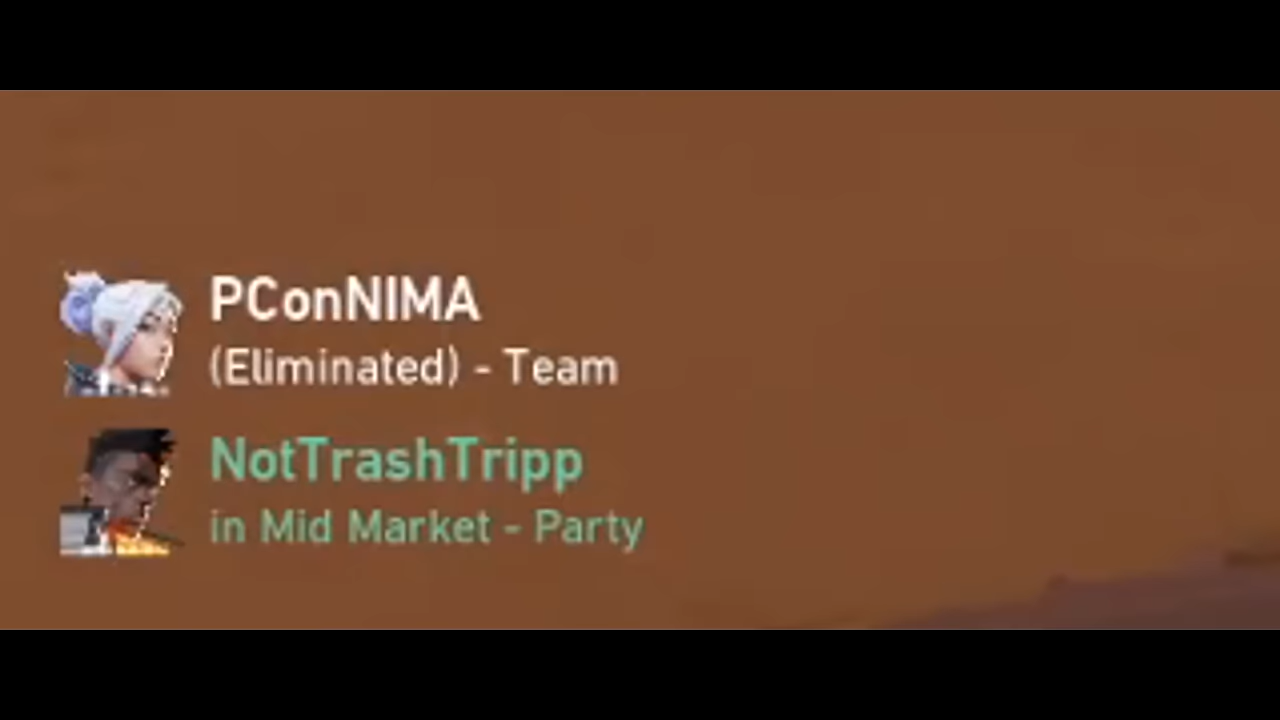 PConNIMA
(Eliminated) - Team
NotTrashTripp
in Mid Market - Party